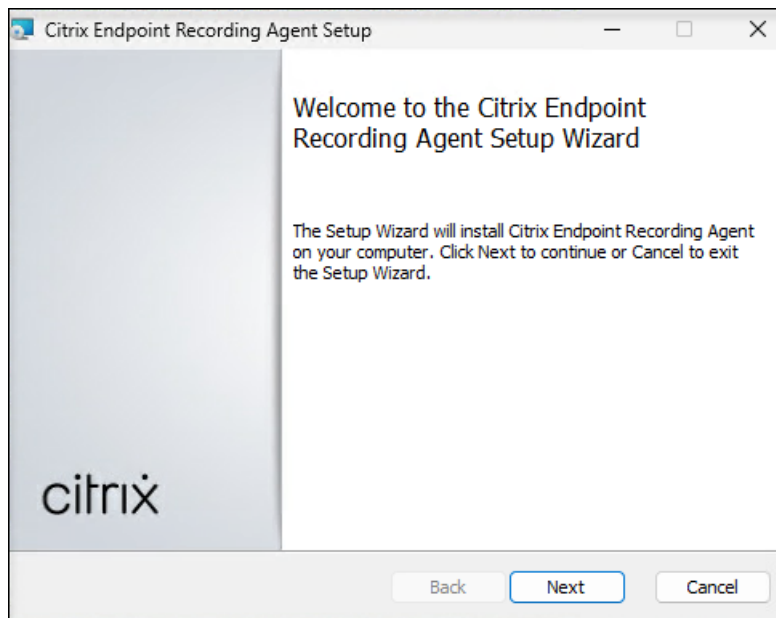 Citrix Endpoint Recording Agent Setup
Welcome to the Citrix Endpoint
Recording Agent Setup Wizard
The Setup Wizard will install Citrix Endpoint Recording Agent
on your computer. Click Next to continue or Cancel to exit
the Setup Wizard.
citrix
Back
Next
Cancel